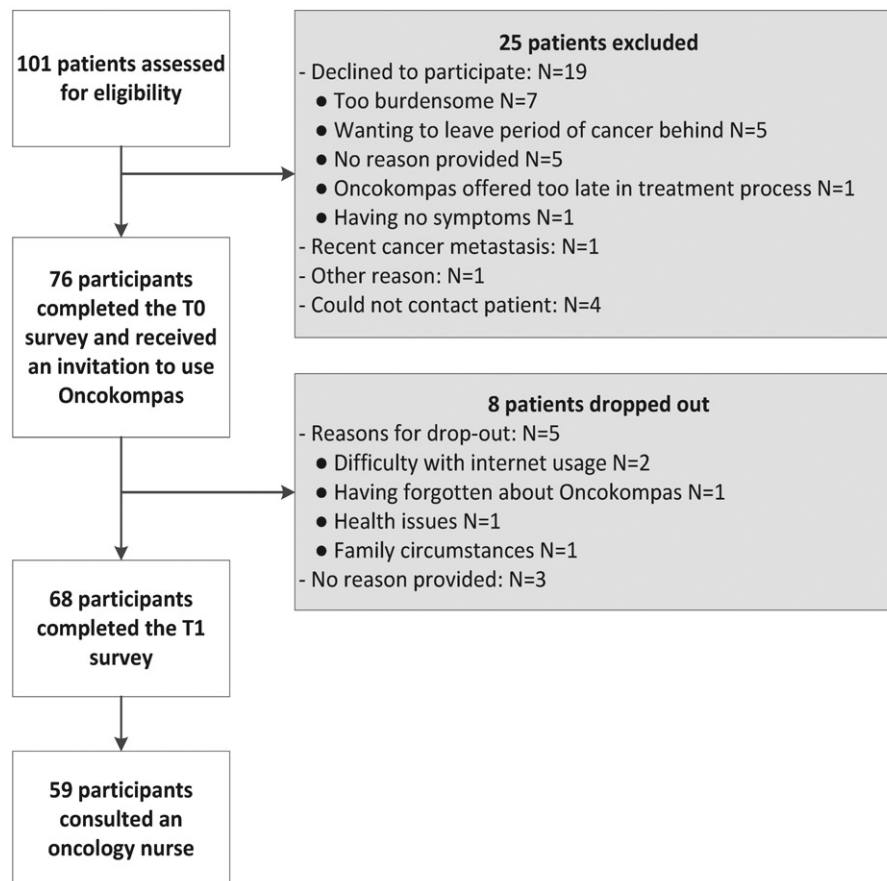 101 patients assessed
for eligibility
25 patients excluded
- Declined to participate: N=19
● Too burdensome N=7
● Wanting to leave period of cancer behind N=5
● No reason provided N=5
● Oncokompas offered too late in treatment process N=1
● Having no symptoms N=1
- Recent cancer metastasis: N=1
- Other reason: N=1
- Could not contact patient: N=4
76 participants
completed the T0
survey and received
an invitation to use
Oncokompas
8 patients dropped out
- Reasons for drop-out: N=5
● Difficulty with internet usage N=2
● Having forgotten about Oncokompas N=1
● Health issues N=1
● Family circumstances N=1
- No reason provided: N=3
68 participants
completed the T1
survey
59 participants
consulted an
oncology nurse